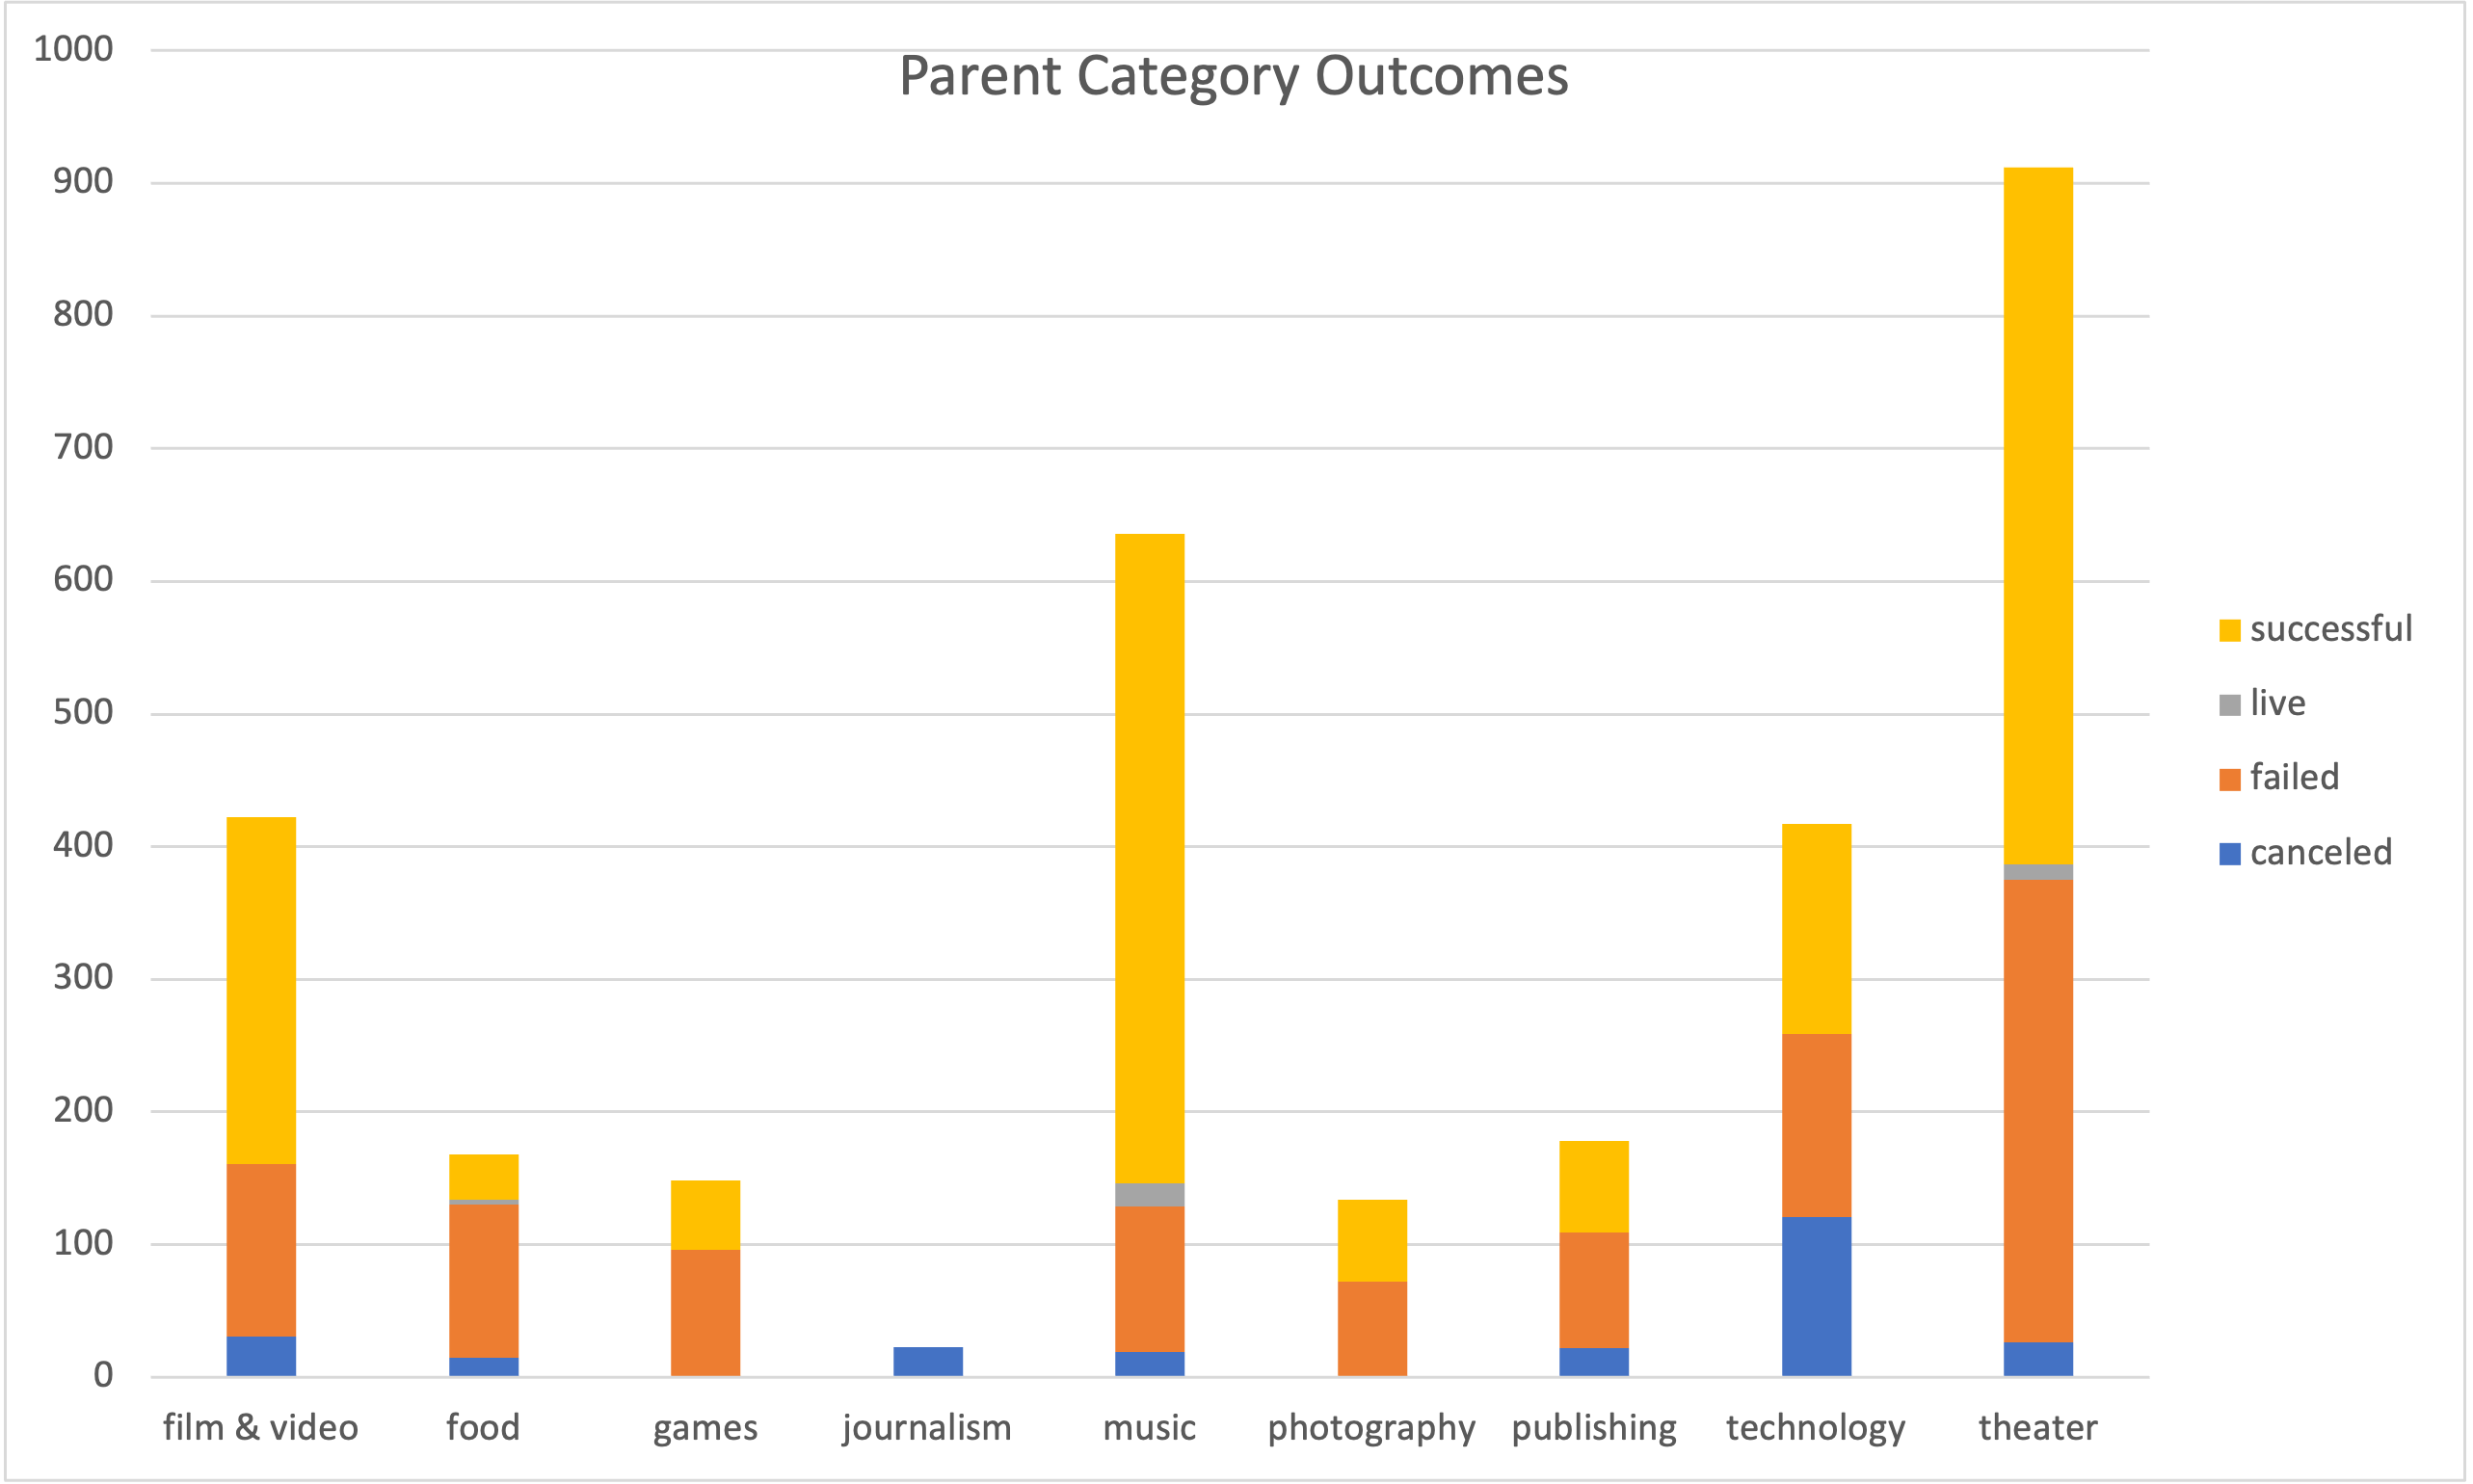 Parent Category Outcomes
1000
900
800
700
600
500
400
300
200
100
0
film & video food games journalism music photography publishing technology theater
successful
live
failed
canceled